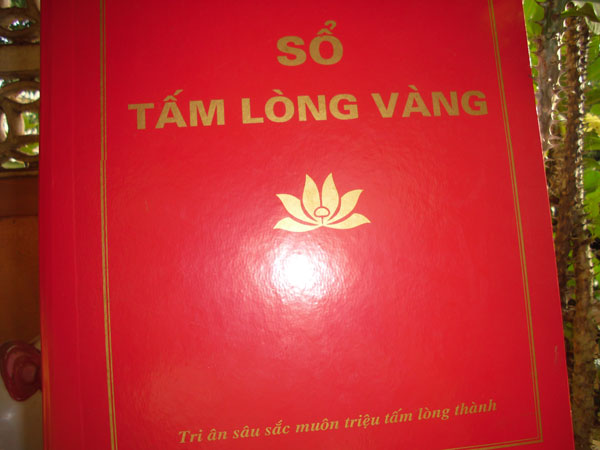 SỔ
TẤM LÒNG VÀNG
Tri ân sâu sắc muôn triệu tấm lòng thành